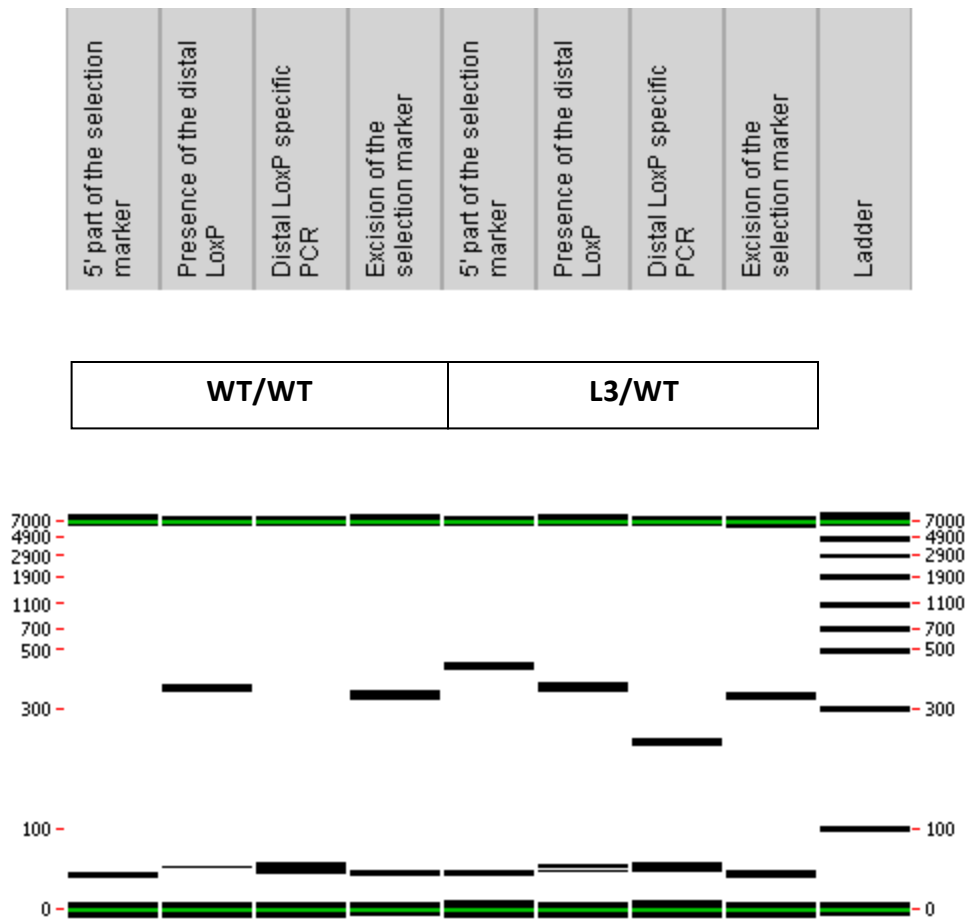 5' part of the selection
marker
Presence of the distal
LoxP
Distal LoxP specific
PCR
Excision of the
selection marker
5' part of the selection
marker
Presence of the distal
LoxP
Distal LoxP specific
PCR
Excision of the
selection marker
Ladder
WT/WT
L3/WT
7000
4900
2900
1900
1100
700
500
300
100
0
7000
4900
2900
1900
1100
700
500
300
100
0